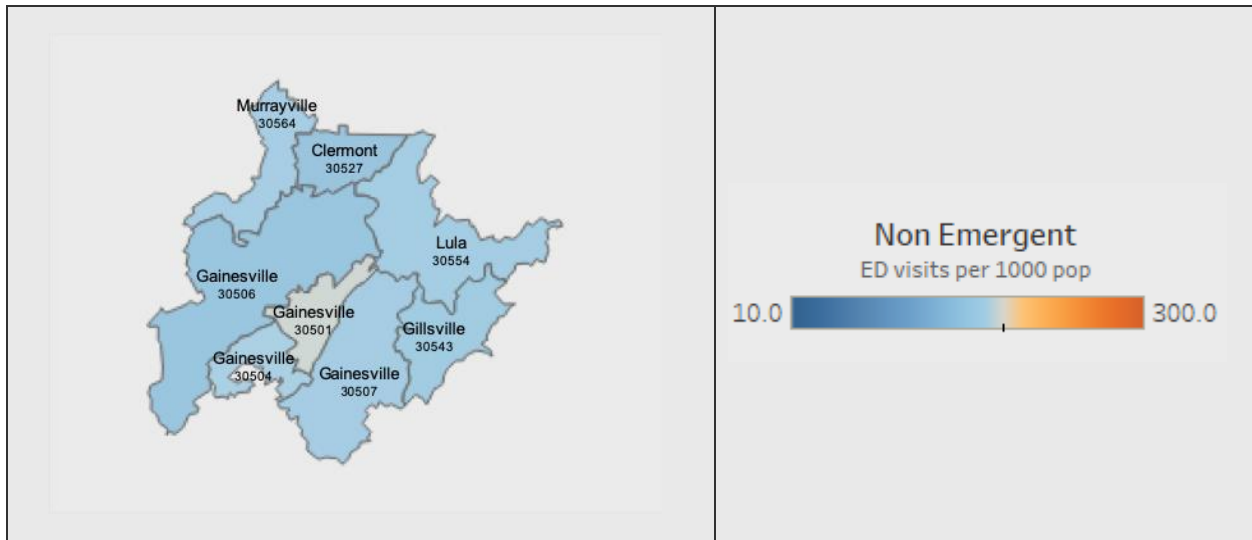 Murrayville
30564
Clermont
30527
Lula
30554
Gainesville
30506
Gainesville
30501
Gillsville
30543
Gainesville
30504
Gainesville
30507
Non Emergent
ED visits per 1000 pop
10.0
300.0